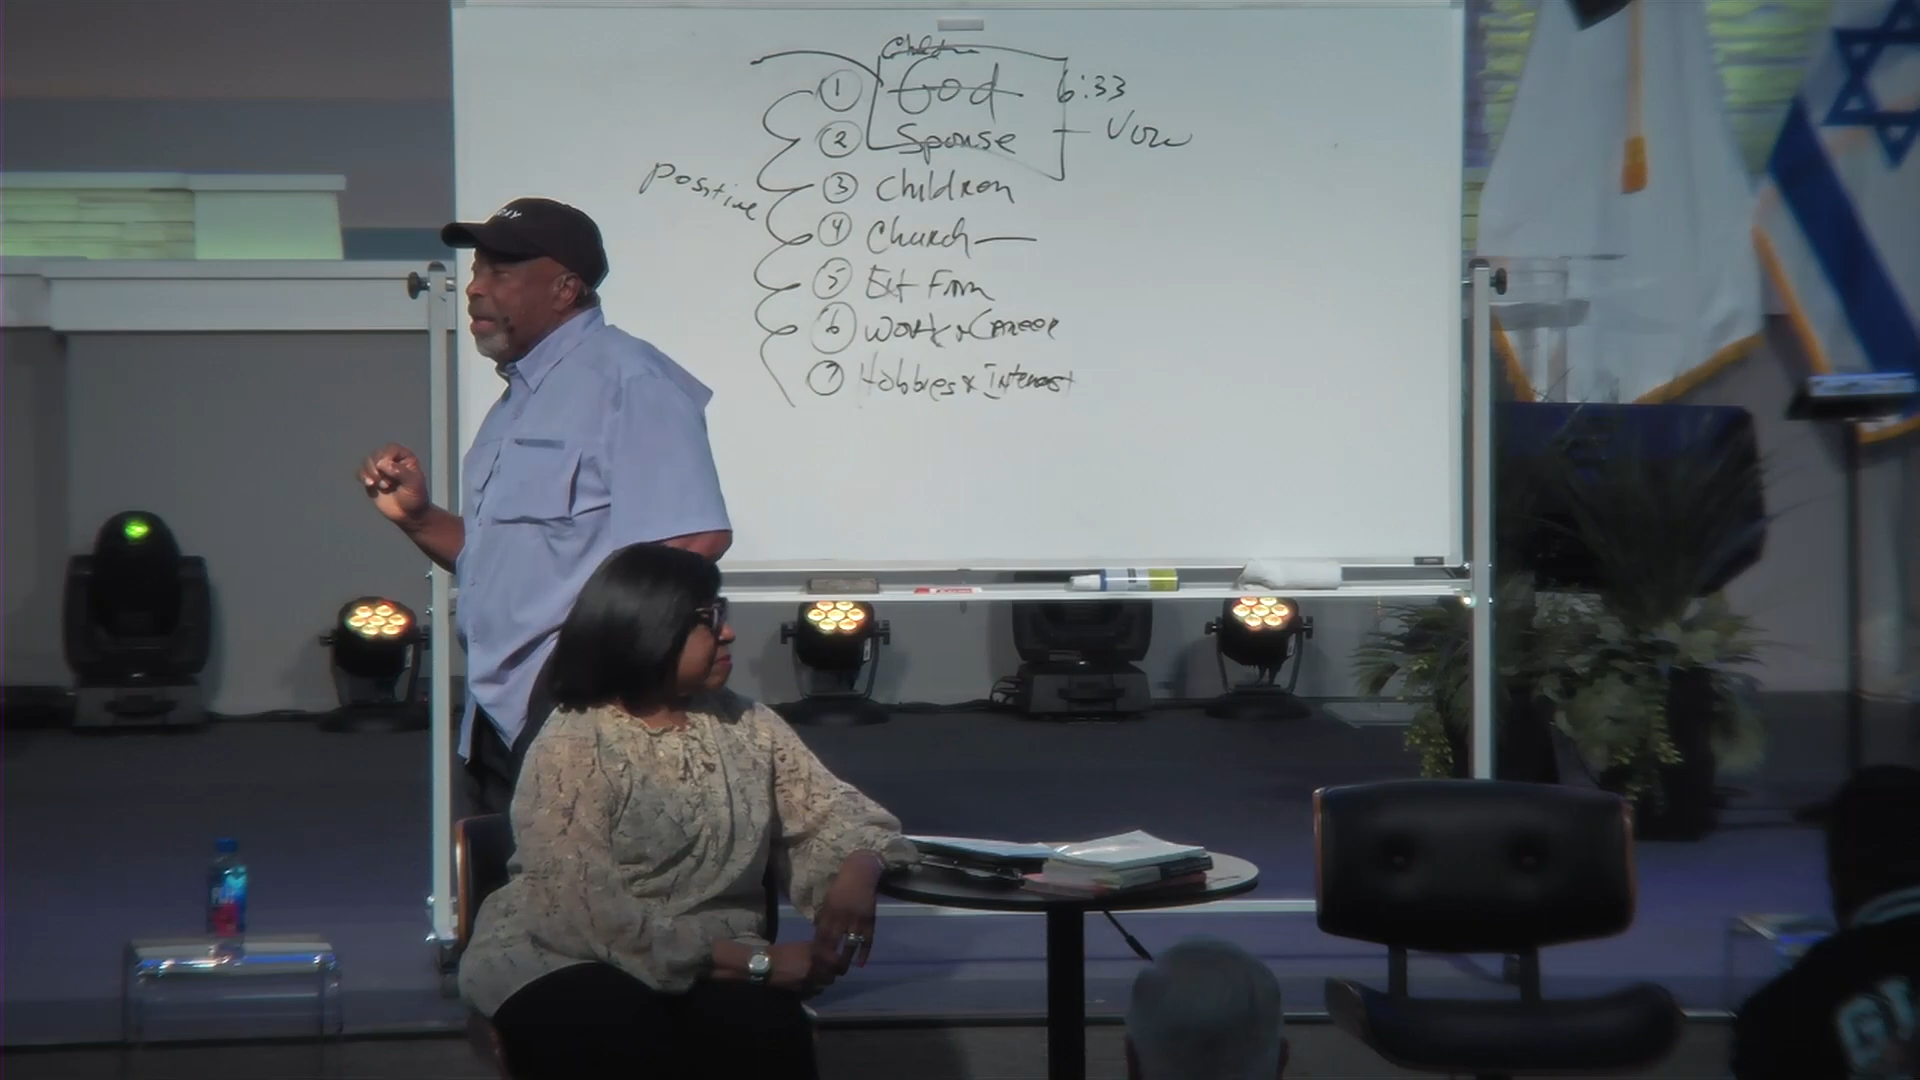 Children
① God 6:33
② Spouse
③ Children
Positive
④ Church
⑤ Ext Fam
⑥ Work & Career
⑦ Hobbies & Interest